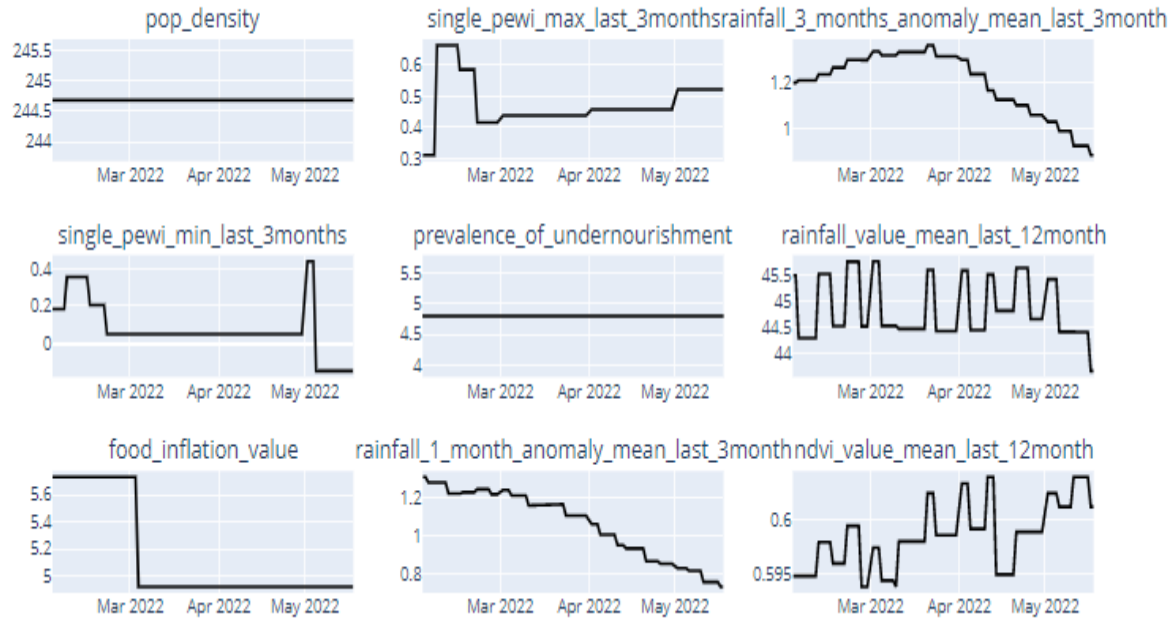 pop_density
245.5
245
244.5
244
Mar 2022 Apr 2022 May 2022
single_pewi_max_last_3months
0.6
0.5
0.4
0.3
Mar 2022 Apr 2022 May 2022
rainfall_3_months_anomaly_mean_last_3month
1.2
1
Mar 2022 Apr 2022 May 2022
single_pewi_min_last_3months
0.4
0.2
0
Mar 2022 Apr 2022 May 2022
prevalence_of_undernourishment
5.5
5
4.5
4
Mar 2022 Apr 2022 May 2022
rainfall_value_mean_last_12month
45.5
45
44.5
44
Mar 2022 Apr 2022 May 2022
food_inflation_value
5.6
5.4
5.2
5
Mar 2022 Apr 2022 May 2022
rainfall_1_month_anomaly_mean_last_3month
1.2
1
0.8
Mar 2022 Apr 2022 May 2022
ndvi_value_mean_last_12month
0.6
0.595
Mar 2022 Apr 2022 May 2022